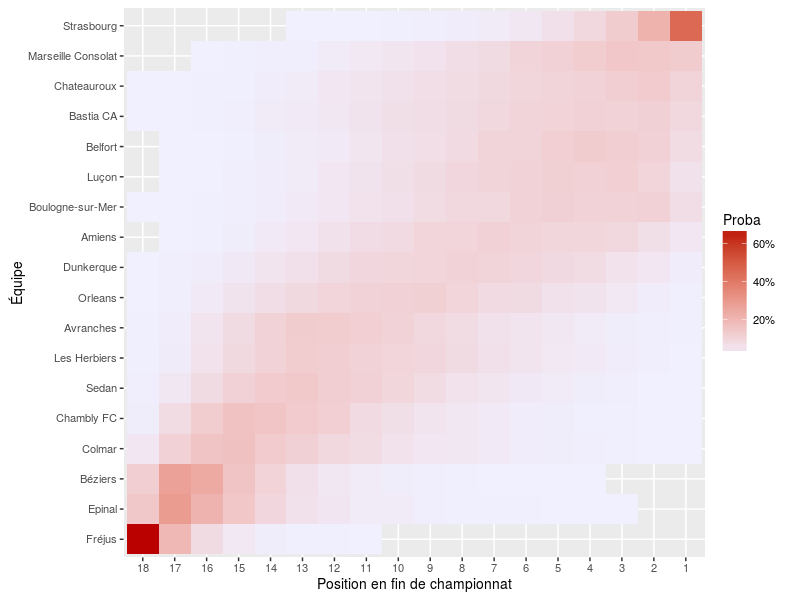 Équipe
Strasbourg
Marseille Consolat
Chateauroux
Bastia CA
Belfort
Luçon
Boulogne-sur-Mer
Amiens
Dunkerque
Orleans
Avranches
Les Herbiers
Sedan
Chambly FC
Colmar
Béziers
Epinal
Fréjus
18 17 16 15 14 13 12 11 10 9 8 7 6 5 4 3 2 1
Position en fin de championnat
Proba
60%
40%
20%